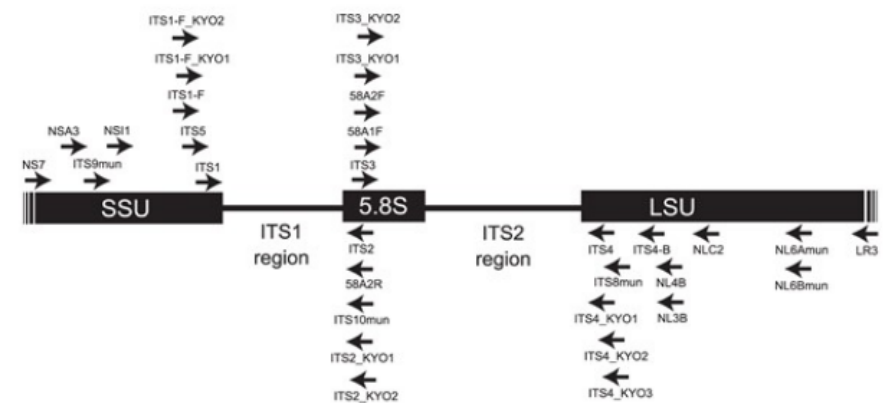 ITS1-F_KYO2
ITS3_KYO2
ITS1-F_KYO1
ITS3_KYO1
ITS1-F
58A2F
NSA3
NSI1
ITS5
58A1F
NS7
ITS9mun
ITS1
ITS3
SSU
5.8S
LSU
ITS1
region
ITS2
region
ITS2
ITS4
ITS4-B
NLC2
NL6Amun
LR3
58A2R
ITS8mun
NL4B
NL6Bmun
ITS10mun
ITS4_KYO1
NL3B
ITS2_KYO1
ITS4_KYO2
ITS2_KYO2
ITS4_KYO3